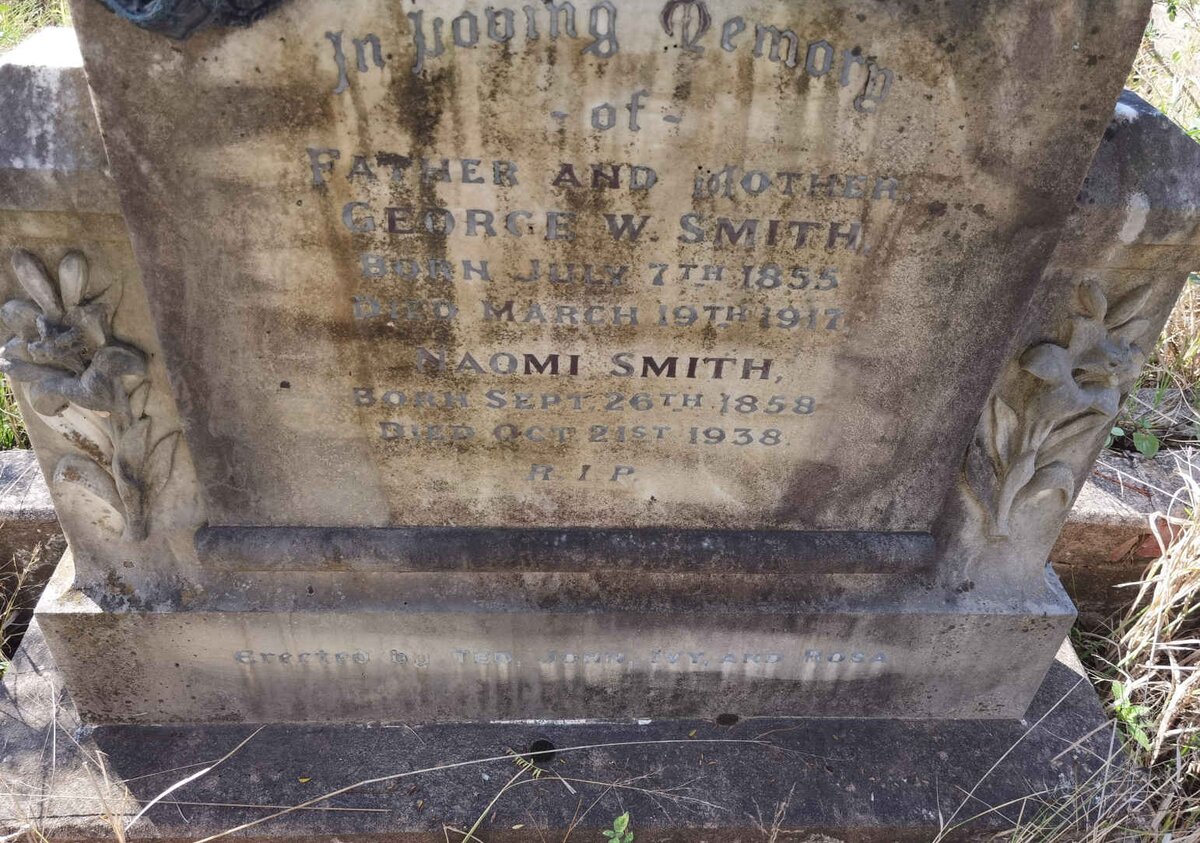 In Loving Memory
- of -
FATHER AND MOTHER,
GEORGE W. SMITH,
BORN JULY 7TH 1855
DIED MARCH 19TH 1917.
NAOMI SMITH,
BORN SEPT. 26TH 1858
DIED OCT. 21ST 1938.
R.I.P.
Erected by TED, JOHN, IVY, AND ROSA